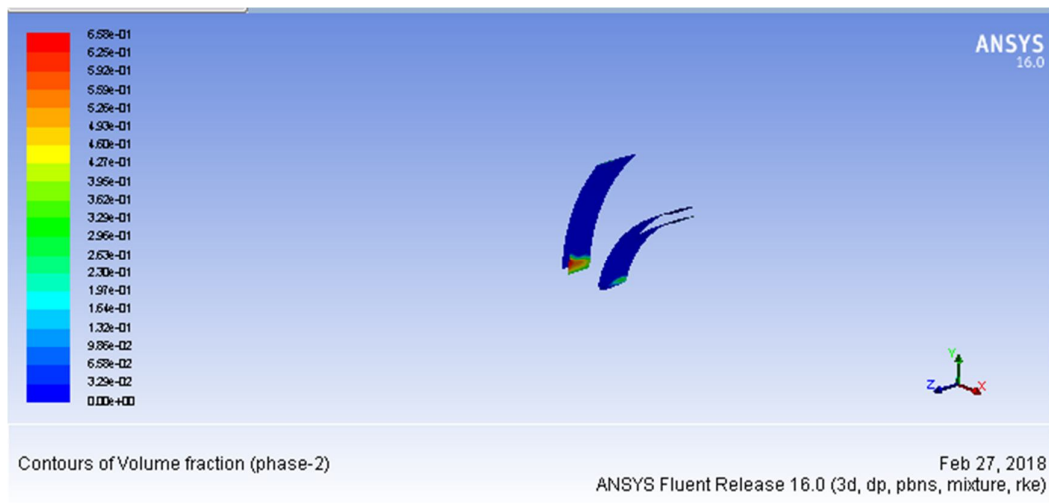 6.58e-01
6.25e-01
5.92e-01
5.59e-01
5.26e-01
4.93e-01
4.60e-01
4.27e-01
3.95e-01
3.62e-01
3.29e-01
2.96e-01
2.63e-01
2.30e-01
1.97e-01
1.64e-01
1.32e-01
9.86e-02
6.58e-02
3.29e-02
0.00e+00
ANSYS
16.0
Y
Z
X
Contours of Volume fraction (phase-2)
Feb 27, 2018
ANSYS Fluent Release 16.0 (3d, dp, pbns, mixture, rke)